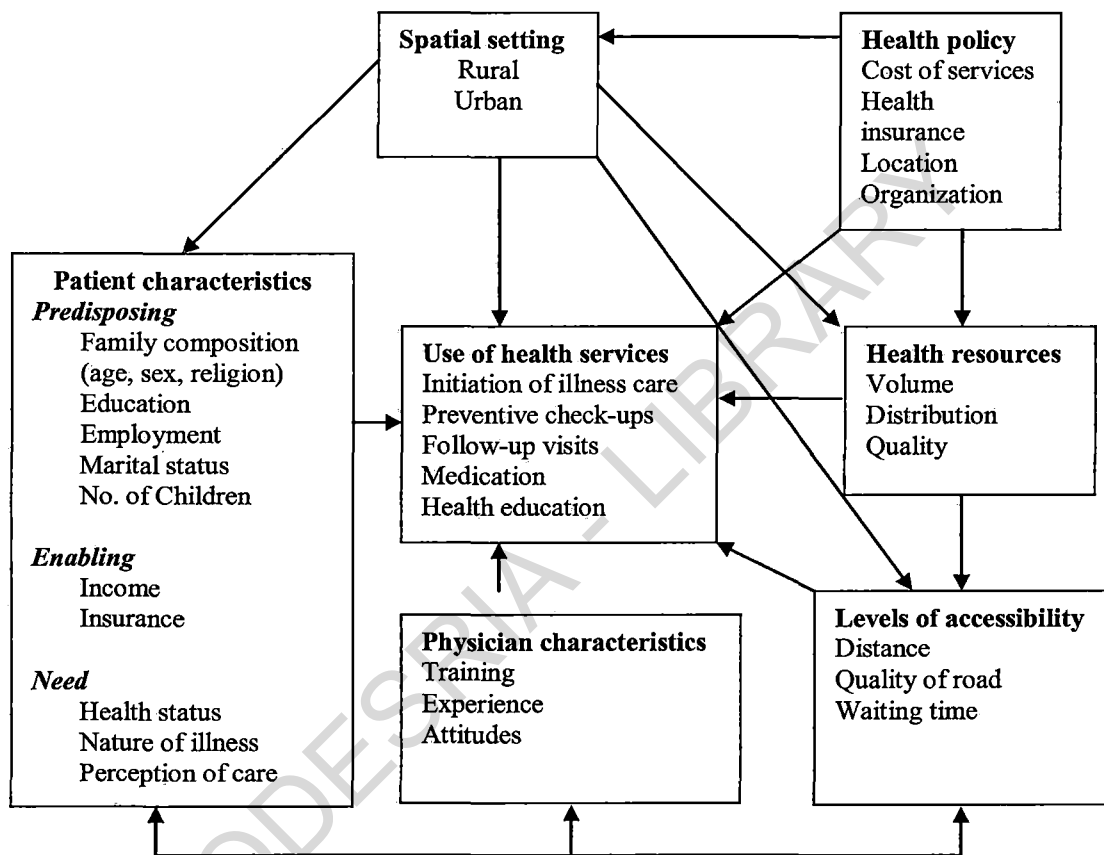 Spatial setting
Rural
Urban
Health policy
Cost of services
Health
insurance
Location
Organization
Patient characteristics
Predisposing
Family composition
(age, sex, religion)
Education
Employment
Marital status
No. of Children
Enabling
Income
Insurance
Need
Health status
Nature of illness
Perception of care
Use of health services
Initiation of illness care
Preventive check-ups
Follow-up visits
Medication
Health education
Health resources
Volume
Distribution
Quality
Physician characteristics
Training
Experience
Attitudes
Levels of accessibility
Distance
Quality of road
Waiting time
ODESRIA - LIBRARY